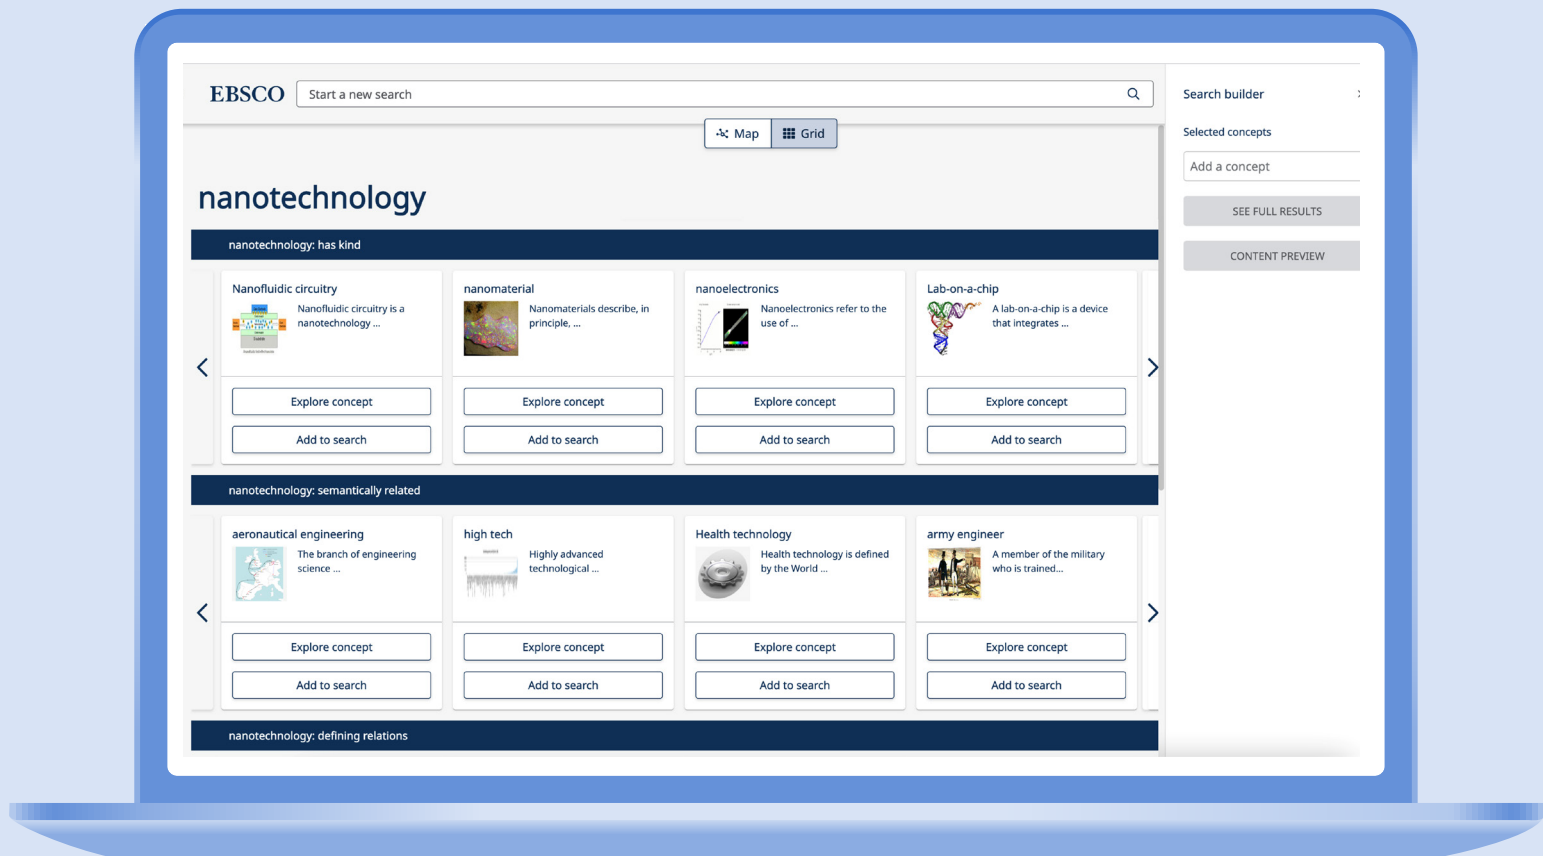 EBSCO
Start a new search
Search builder
Map
Grid
Selected concepts
Add a concept
SEE FULL RESULTS
CONTENT PREVIEW
nanotechnology
nanotechnology: has kind
Nanofluidic circuitry
Nanofluidic circuitry is a
nanotechnology ...
nanomaterial
Nanomaterials describe, in
principle, ...
nanoelectronics
Nanoelectronics refer to the
use of ...
Lab-on-a-chip
A lab-on-a-chip is a device
that integrates ...
Explore concept
Explore concept
Explore concept
Explore concept
Add to search
Add to search
Add to search
Add to search
nanotechnology: semantically related
aeronautical engineering
The branch of engineering
science ...
high tech
Highly advanced
technological ...
Health technology
Health technology is defined
by the World ...
army engineer
A member of the military
who is trained...
Explore concept
Explore concept
Explore concept
Explore concept
Add to search
Add to search
Add to search
Add to search
nanotechnology: defining relations